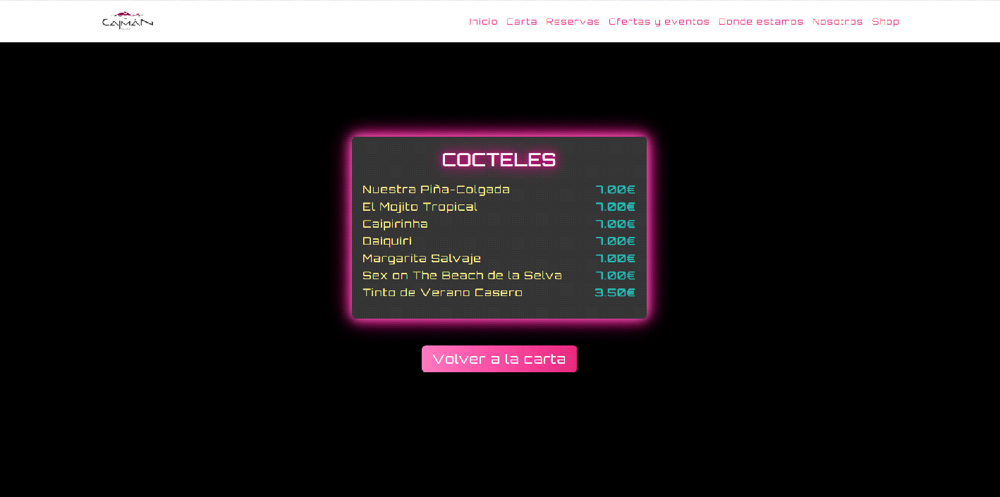 CAIMÁN
Inicio Carta Reservas Ofertas y eventos Donde estamos Nosotros Shop
COCTELES
Nuestra Piña-Colgada 7.00€
El Mojito Tropical 7.00€
Caipirinha 7.00€
Daiquiri 7.00€
Margarita Salvaje 7.00€
Sex on The Beach de la Selva 7.00€
Tinto de Verano Casero 3.50€
Volver a la carta